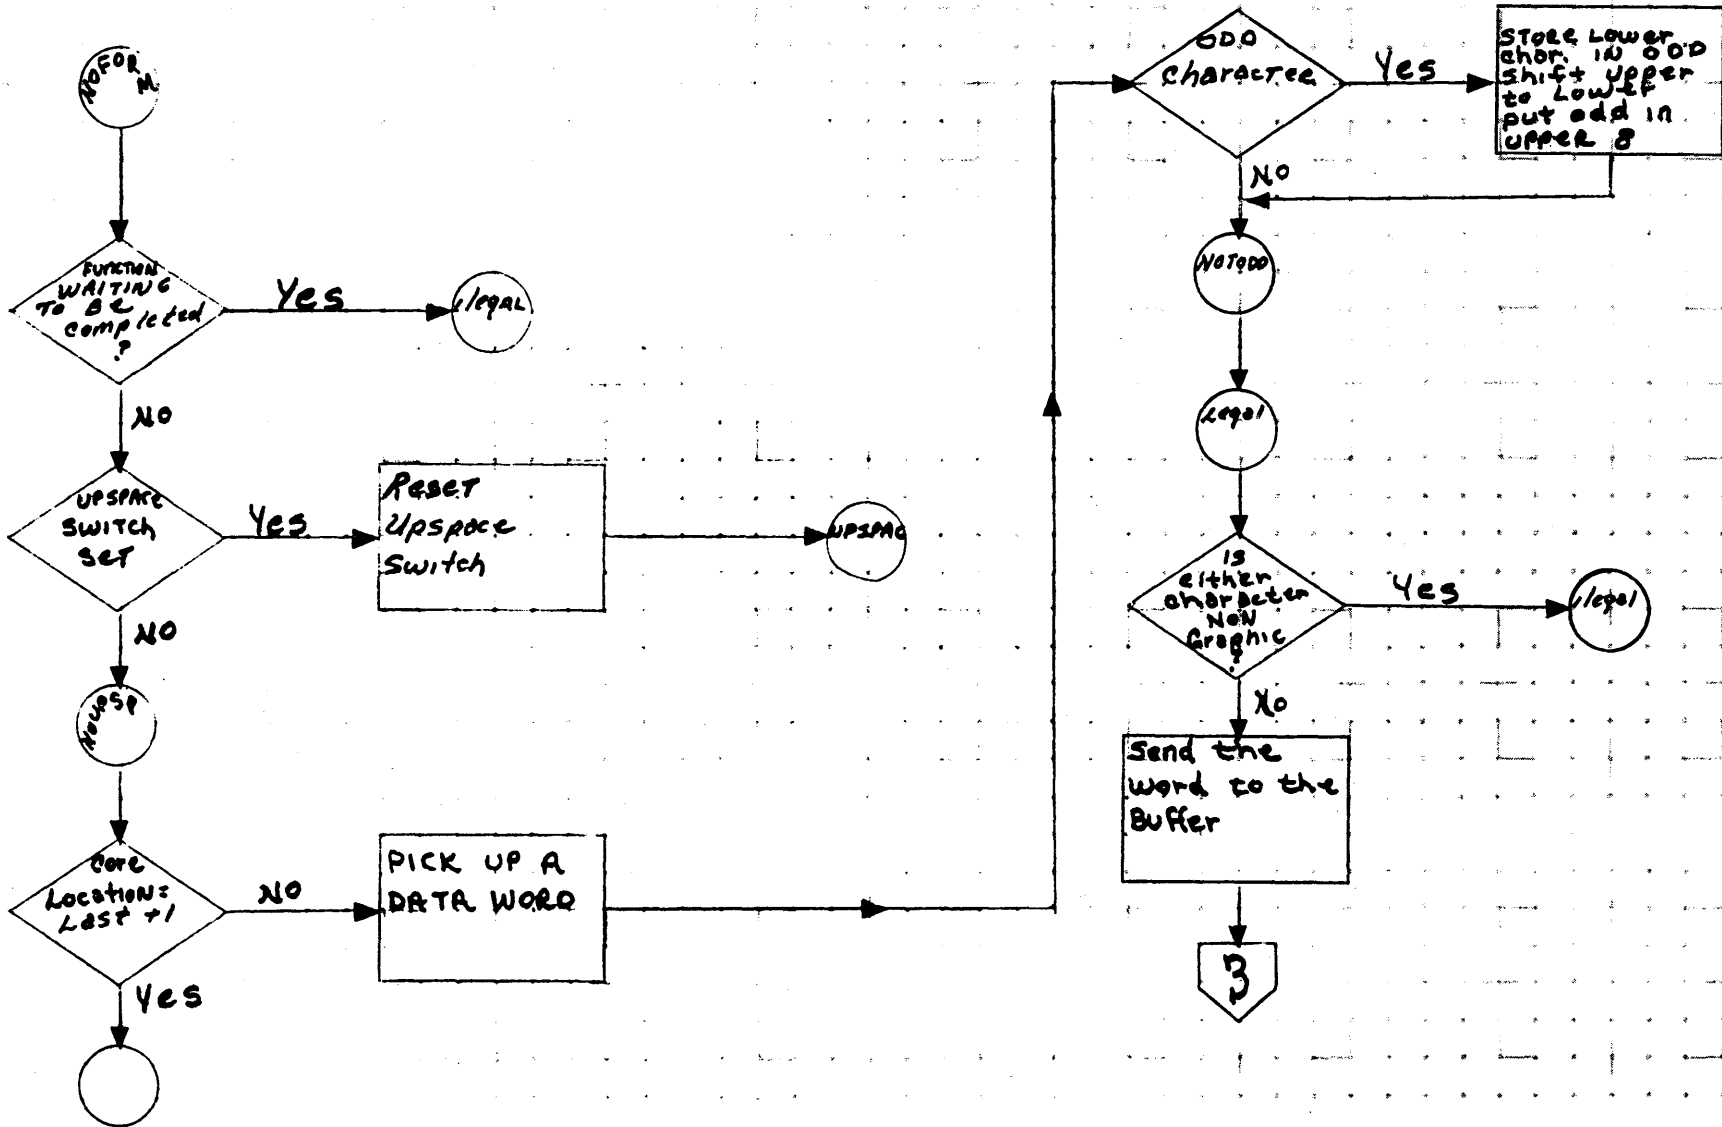 NOFORM
FUNCTION
WAITING
TO BE
completed
?
Yes
ilegAL
NO
UPSPACE
SWITCH
SET
Yes
Reset
Upspace
Switch
UPSPAC
NO
NOUPSP
Core
Location=
Last +1
NO
PICK UP A
DATA WORD
Yes
ODD
Character
Yes
STORE Lower
char. IN ODD
shift upper
to Lower
put odd in
upper 8
NO
NOTODD
Legal
IS
either
character
NON
Graphic
?
Yes
ilegal
No
Send the
word to the
Buffer
3